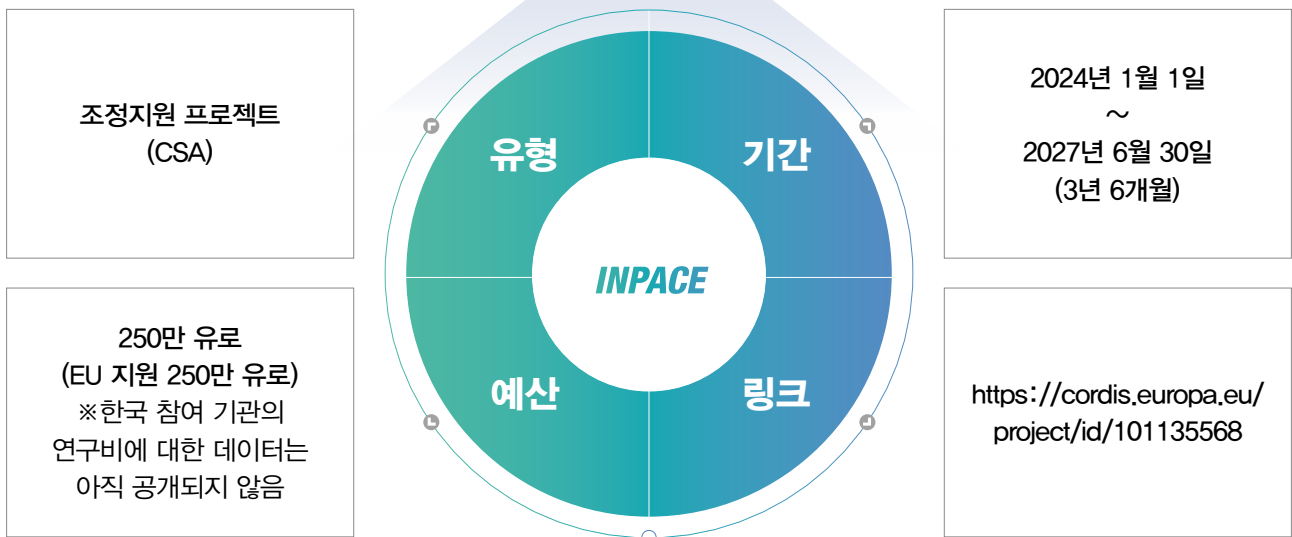 조정지원 프로젝트
(CSA)
유형
기간
2024년 1월 1일
~
2027년 6월 30일
(3년 6개월)
INPACE
250만 유로
(EU 지원 250만 유로)
※한국 참여 기관의
연구비에 대한 데이터는
아직 공개되지 않음
예산
링크
https://cordis.europa.eu/
project/id/101135568